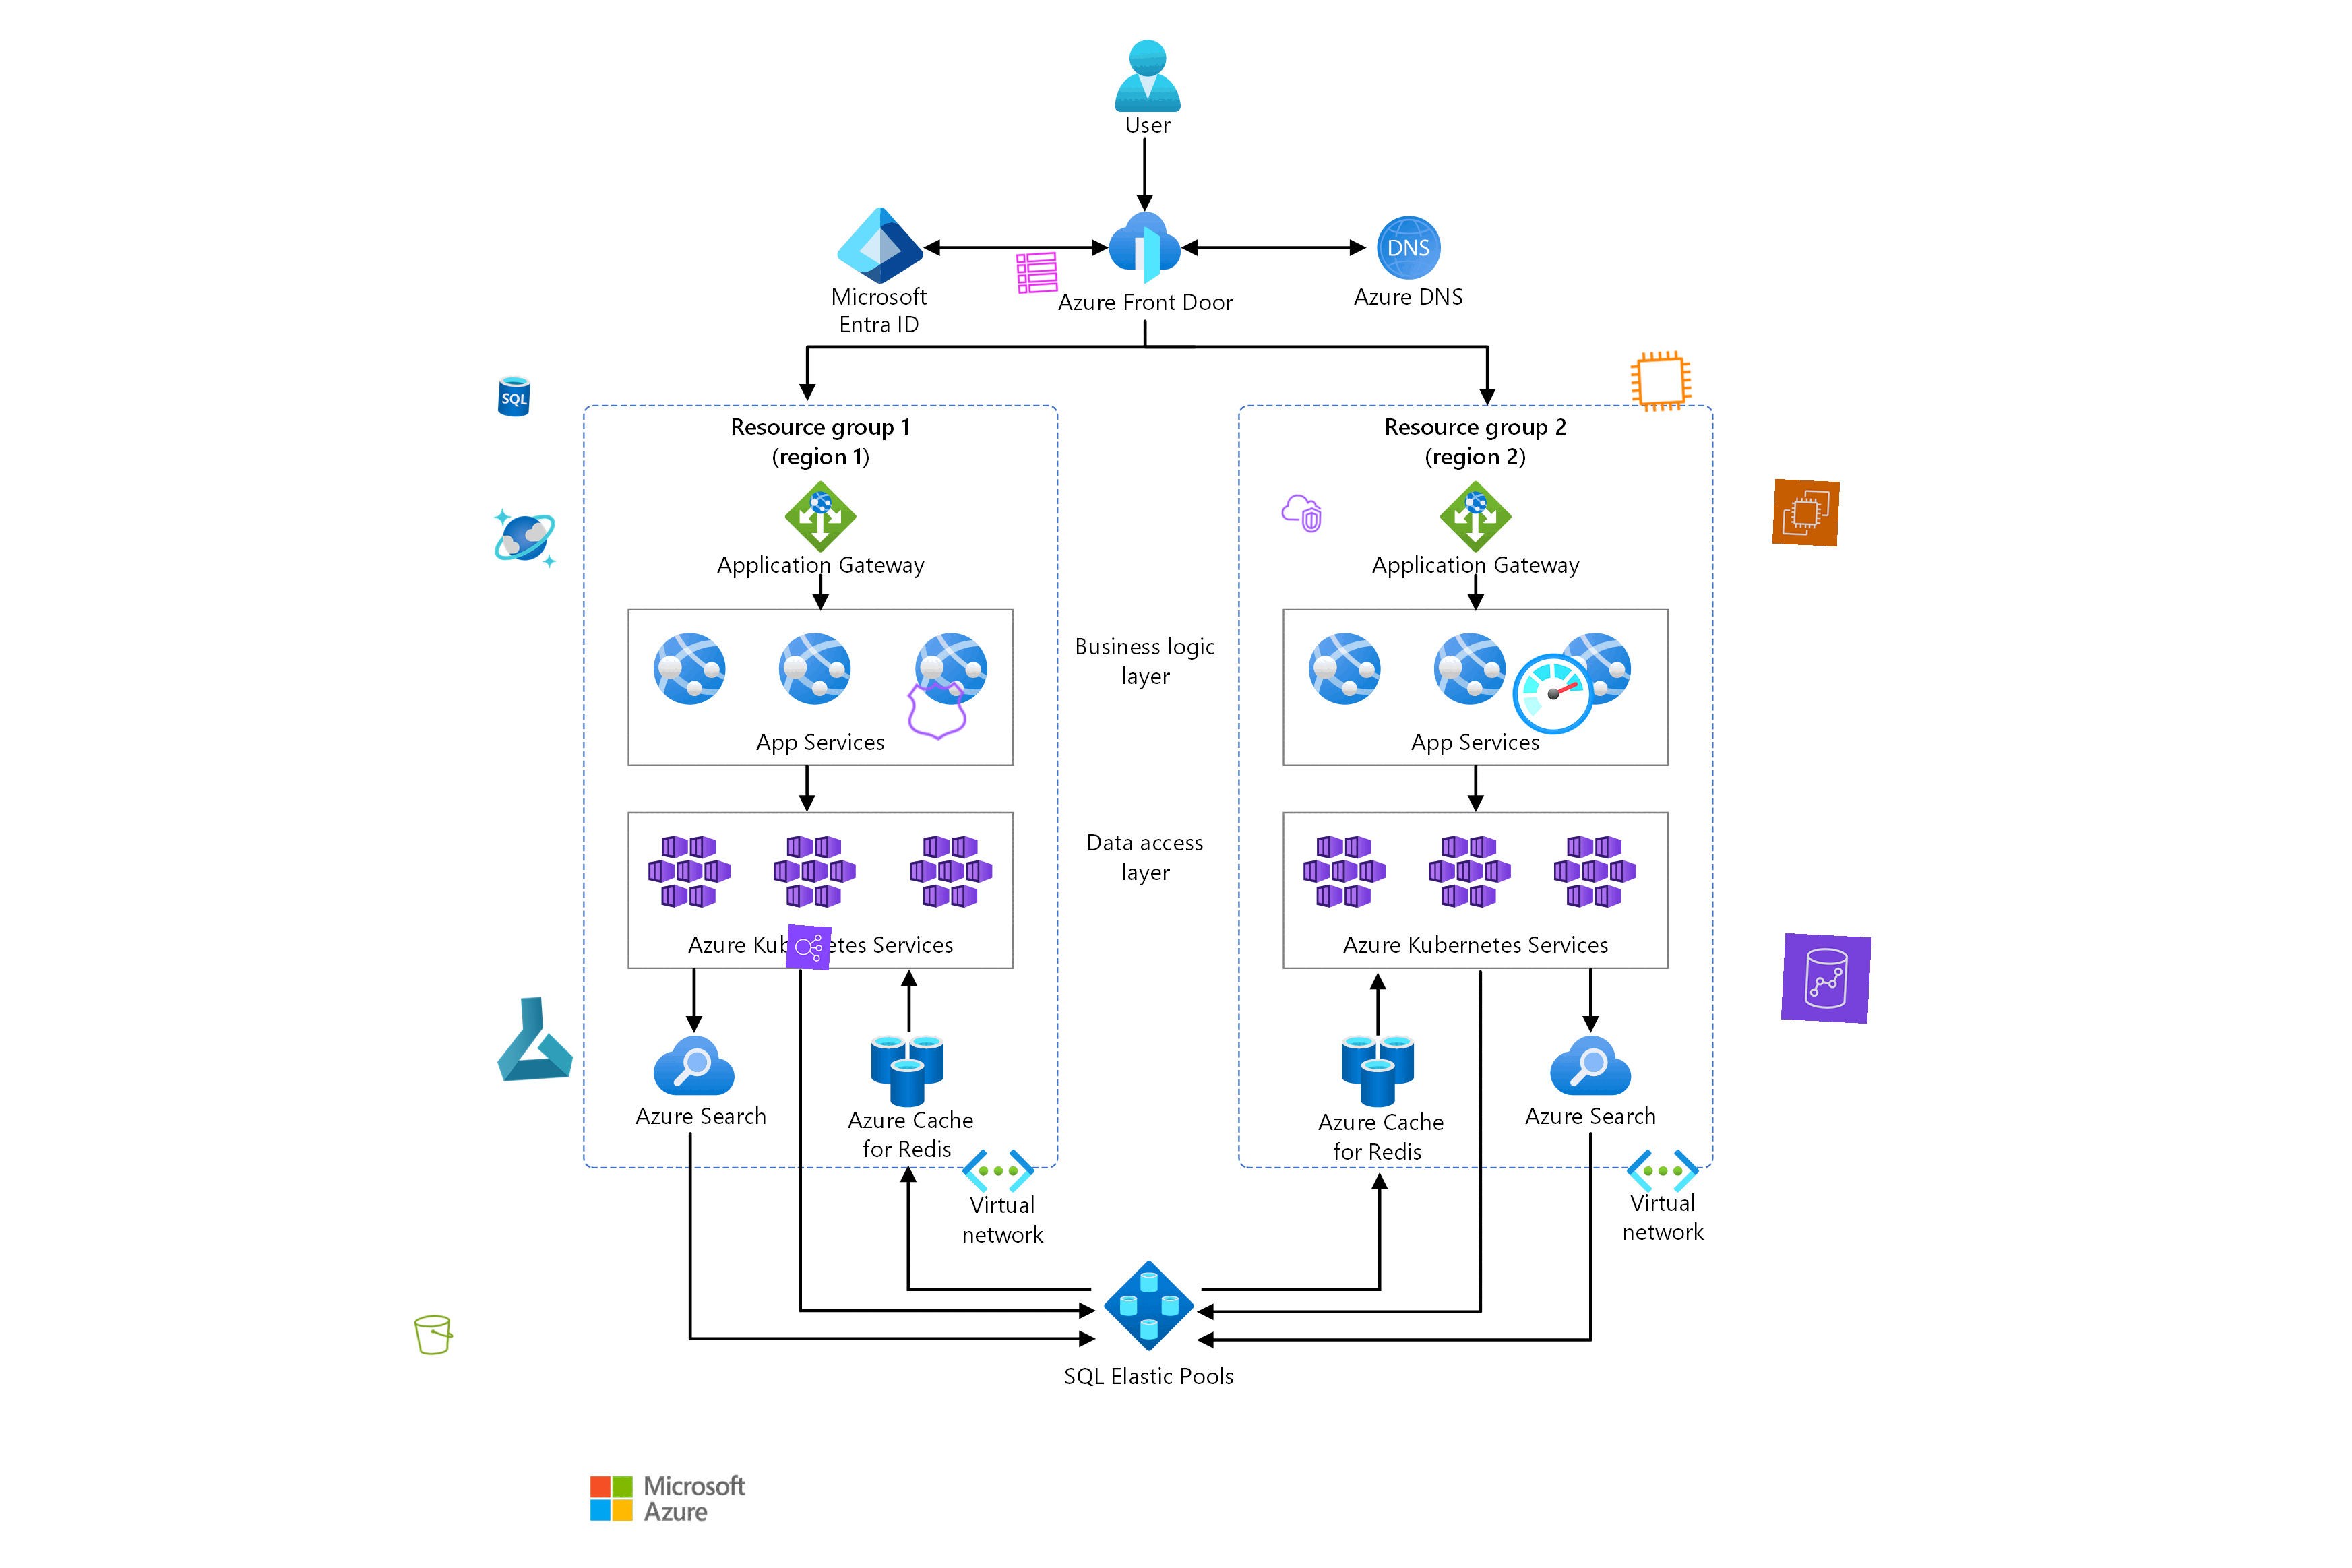 User
DNS
Microsoft
Entra ID
Azure Front Door
Azure DNS
SQL
Resource group 1
(region 1)
Resource group 2
(region 2)
Application Gateway
Application Gateway
Business logic
layer
App Services
App Services
Data access
layer
Azure Services
Azure Kubernetes Services
Azure Search
Azure Cache
for Redis
Azure Cache
for Redis
Azure Search
Virtual
network
Virtual
network
SQL Elastic Pools
Microsoft
Azure